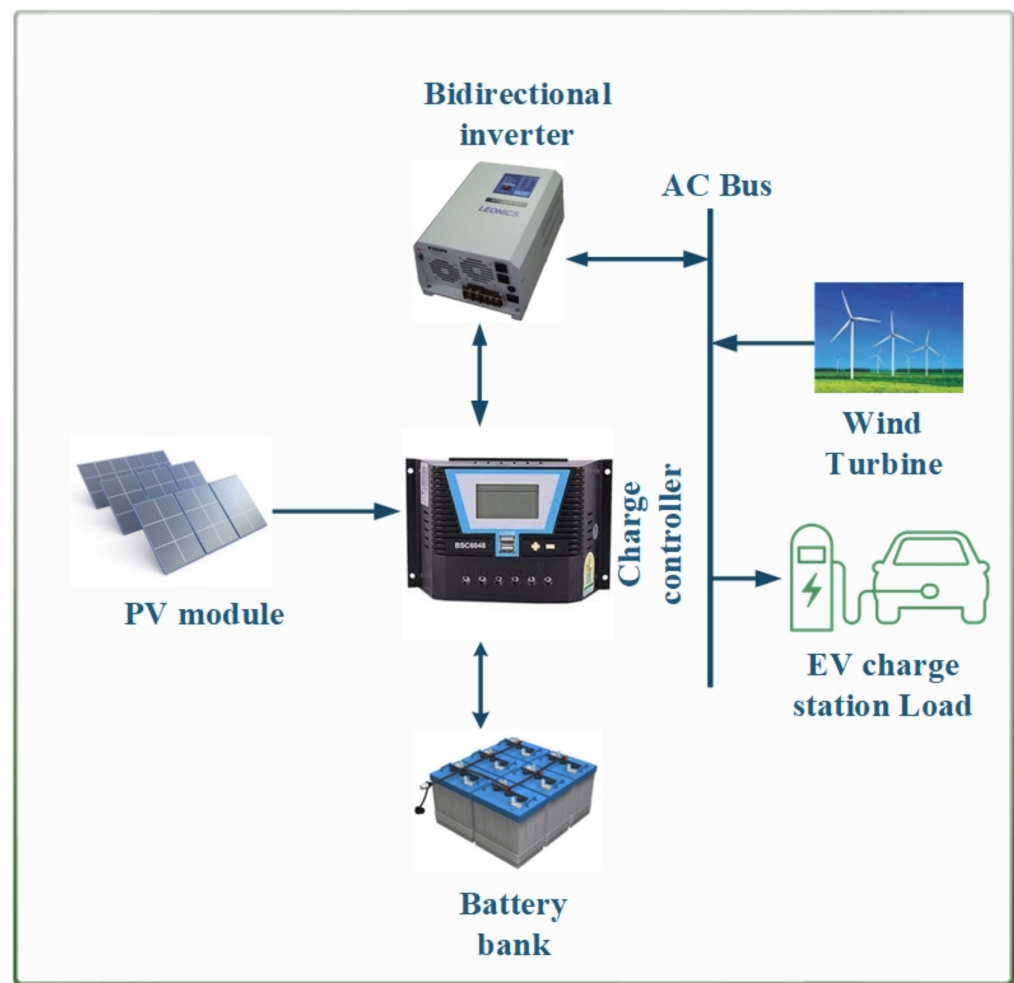 Bidirectional
inverter
LEONICS
AC Bus
Wind
Turbine
Charge
controller
BSC6048
PV module
EV charge
station Load
Battery
bank